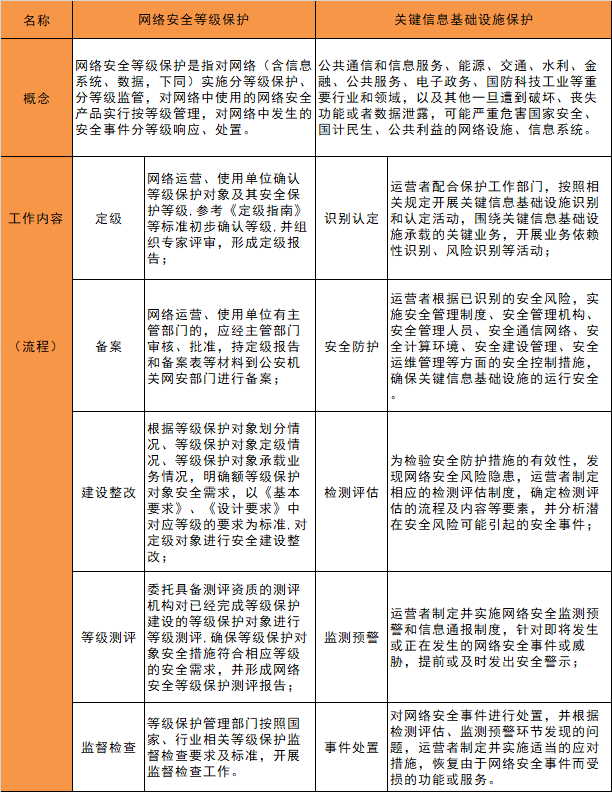 名称
网络安全等级保护
关键信息基础设施保护
概念
网络安全等级保护是指对网络（含信息
系统、数据，下同）实施分等级保护、
分等级监管，对网络中使用的网络安全
产品实行按等级管理，对网络中发生的
安全事件分等级响应、处置。
公共通信和信息服务、能源、交通、水利、金
融、公共服务、电子政务、国防科技工业等重
要行业和领域，以及其他一旦遭到破坏、丧失
功能或者数据泄露，可能严重危害国家安全、
国计民生、公共利益的网络设施、信息系统。
工作内容
（流程）
定级
网络运营、使用单位确认
等级保护对象及其安全保
护等级,参考《定级指南》
等标准初步确认等级,并组
织专家评审，形成定级报
告；
识别认定
运营者配合保护工作部门，按照相
关规定开展关键信息基础设施识别
和认定活动，围绕关键信息基础设
施承载的关键业务，开展业务依赖
性识别、风险识别等活动；
备案
网络运营、使用单位有主
管部门的，应经主管部门
审核、批准，持定级报告
和备案表等材料到公安机
关网安部门进行备案；
安全防护
运营者根据已识别的安全风险，实
施安全管理制度、安全管理机构、
安全管理人员、安全通信网络、安
全计算环境、安全建设管理、安全
运维管理等方面的安全控制措施，
确保关键信息基础设施的运行安全
。
建设整改
根据等级保护对象划分情
况、等级保护对象定级情
况、等级保护对象承载业
务情况，明确额等级保护
对象安全需求，以《基本
要求》、《设计要求》中
对应等级的要求为标准,对
定级对象进行安全建设整
改；
检测评估
为检验安全防护措施的有效性，发
现网络安全风险隐患，运营者制定
相应的检测评估制度，确定检测评
估的流程及内容等要素，并分析潜
在安全风险可能引起的安全事件；
等级测评
委托具备测评资质的测评
机构对已经完成等级保护
建设的等级保护对象进行
等级测评,确保等级保护对
象安全措施符合相应等级
的安全需求，并形成网络
安全等级保护测评报告；
监测预警
运营者制定并实施网络安全监测预
警和信息通报制度，针对即将发生
或正在发生的网络安全事件或威
胁，提前或及时发出安全警示；
监督检查
等级保护管理部门按照国
家、行业相关等级保护监
督检查要求及标准，开展
监督检查工作。
事件处置
对网络安全事件进行处置，并根据
检测评估、监测预警环节发现的问
题，运营者制定并实施适当的应对
措施，恢复由于网络安全事件而受
损的功能或服务。